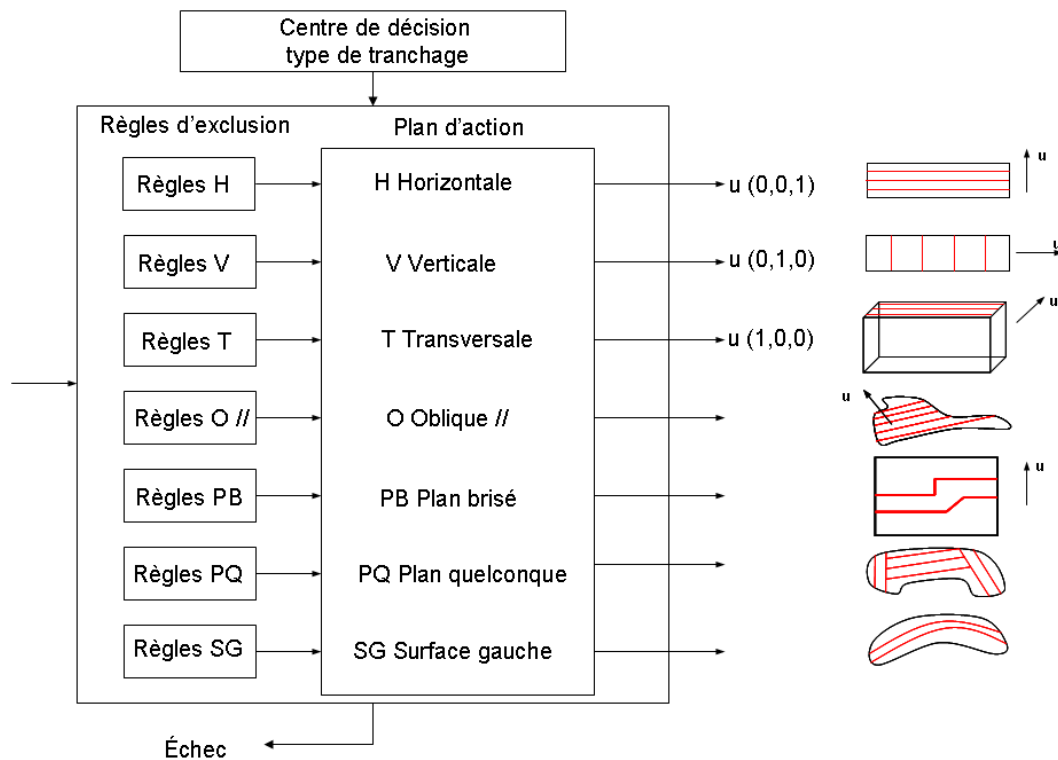 Centre de décision
type de tranchage
Règles d'exclusion
Plan d'action
Règles H
H Horizontale
u (0,0,1)
u
Règles V
V Verticale
u (0,1,0)
u
Règles T
T Transversale
u (1,0,0)
u
Règles O //
O Oblique //
u
Règles PB
PB Plan brisé
u
Règles PQ
PQ Plan quelconque
Règles SG
SG Surface gauche
Échec